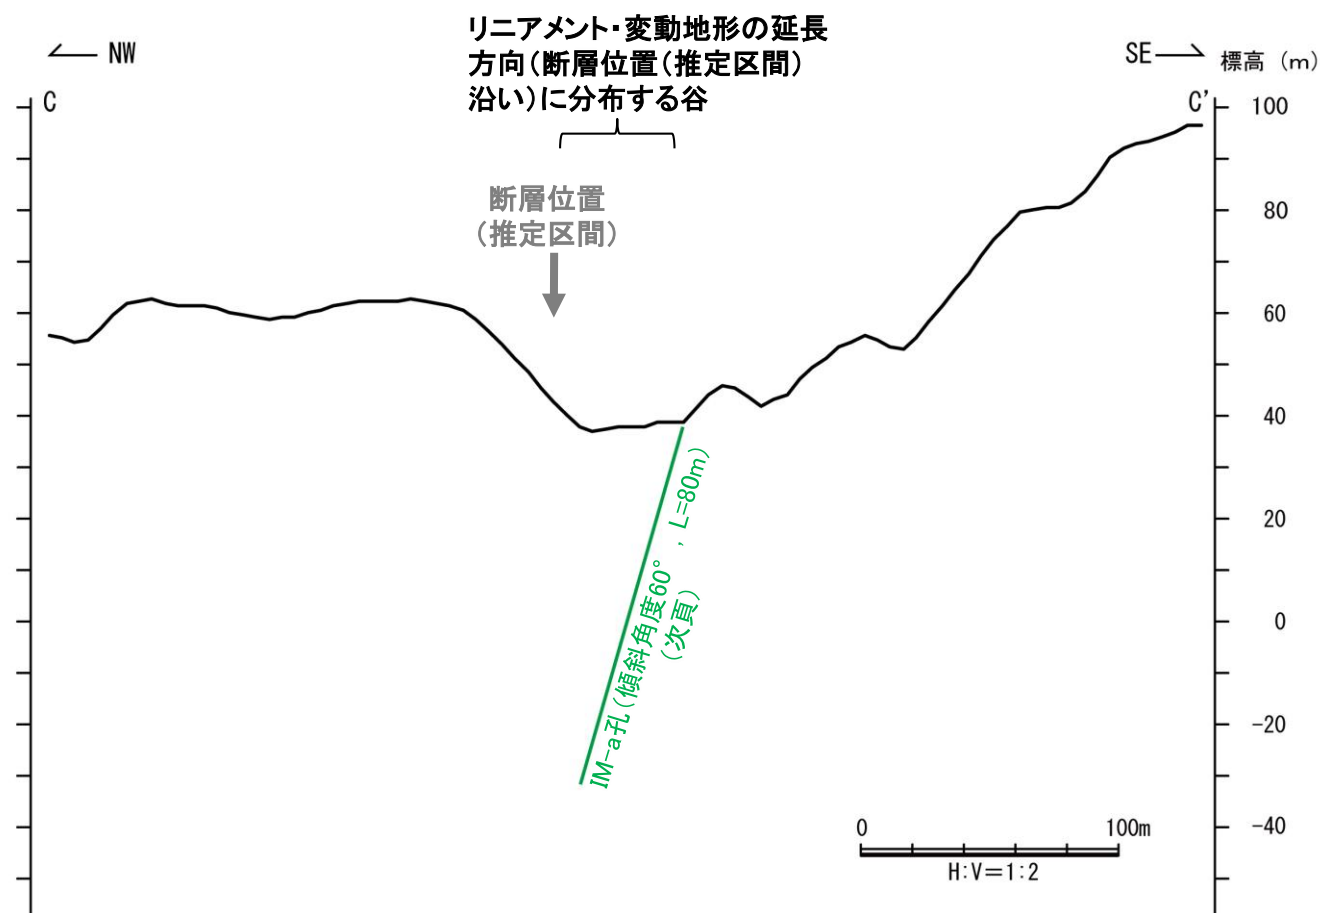 リニアメント・変動地形の延長
方向(断層位置(推定区間)
沿い)に分布する谷
NW
SE
標高 (m)
C
C'
断層位置
(推定区間)
100
80
60
40
20
0
-20
-40
IM-a孔(傾斜角度60°, L=80m)
(次頁)
0
100m
H:V=1:2